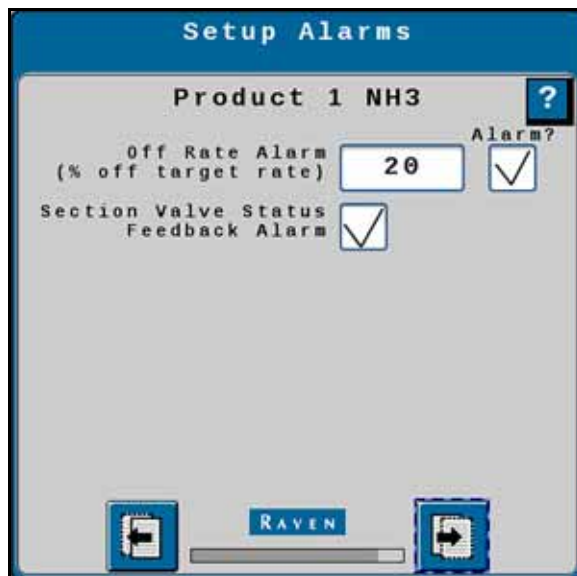 Setup Alarms
Product 1 NH3
?
Alarm?
Off Rate Alarm
(% off target rate)
20
Section Valve Status
Feedback Alarm
RAVEN